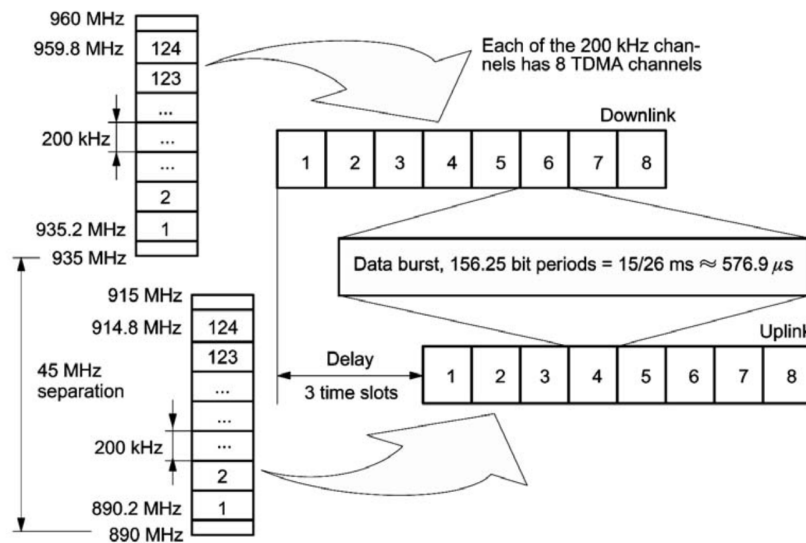 960 MHz
959.8 MHz
124
123
...
200 kHz
...
...
2
935.2 MHz
1
935 MHz
Each of the 200 kHz chan-
nels has 8 TDMA channels
Downlink
1 2 3 4 5 6 7 8
Data burst, 156.25 bit periods = 15/26 ms ≈ 576.9 μs
915 MHz
914.8 MHz
124
123
...
...
200 kHz
...
2
890.2 MHz
1
890 MHz
45 MHz
separation
Delay
3 time slots
Uplink
1 2 3 4 5 6 7 8